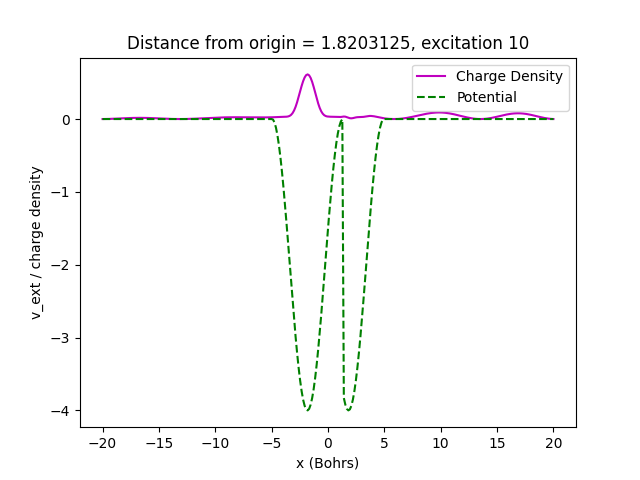 Distance from origin = 1.8203125, excitation 10
Charge Density
Potential
v_ext / charge density
0
−1
−2
−3
−4
−20
−15
−10
−5
0
5
10
15
20
x (Bohrs)